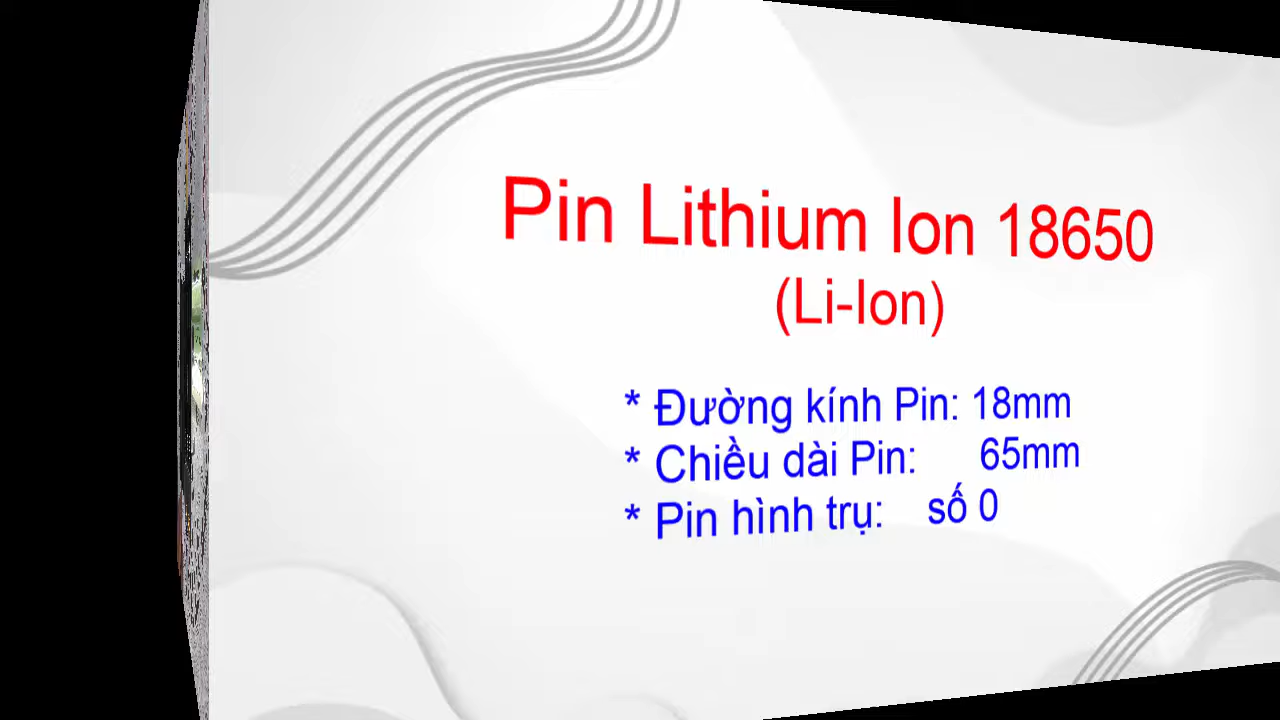 Pin Lithium Ion 18650
(Li-Ion)
* Đường kính Pin: 18mm
* Chiều dài Pin: 65mm
* Pin hình trụ: số 0